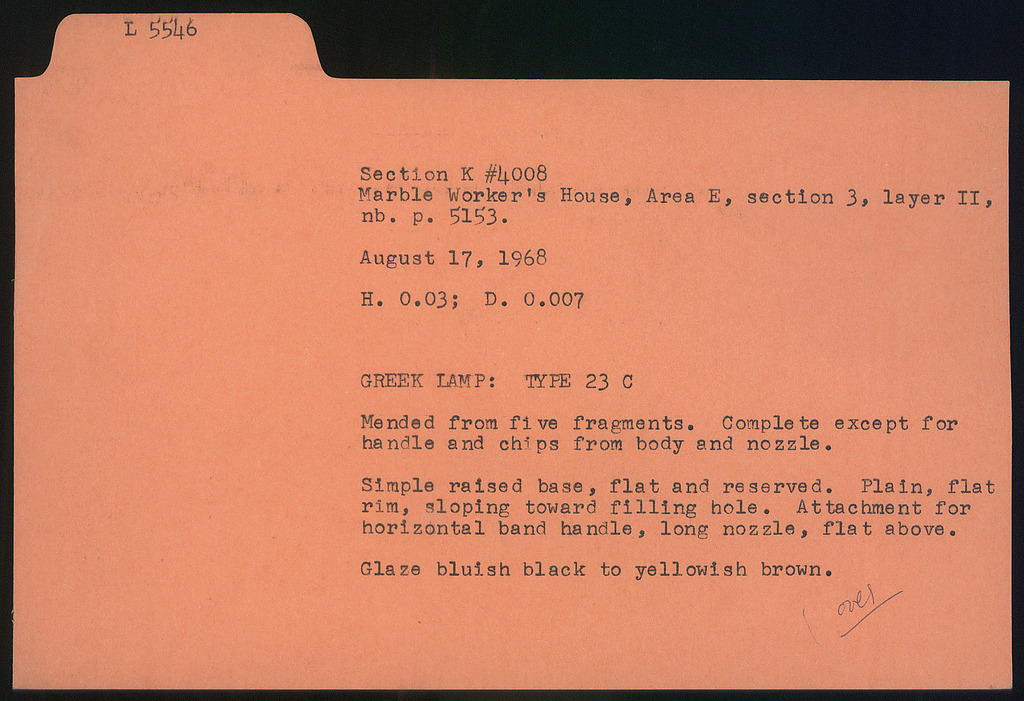 L 5546
Section K #4008
Marble Worker's House, Area E, section 3, layer II,
nb. p. 5153.
August 17, 1968
H. 0.03; D. 0.007
GREEK LAMP: TYPE 23 C
Mended from five fragments. Complete except for
handle and chips from body and nozzle.
Simple raised base, flat and reserved. Plain, flat
rim, sloping toward filling hole. Attachment for
horizontal band handle, long nozzle, flat above.
Glaze bluish black to yellowish brown.
over